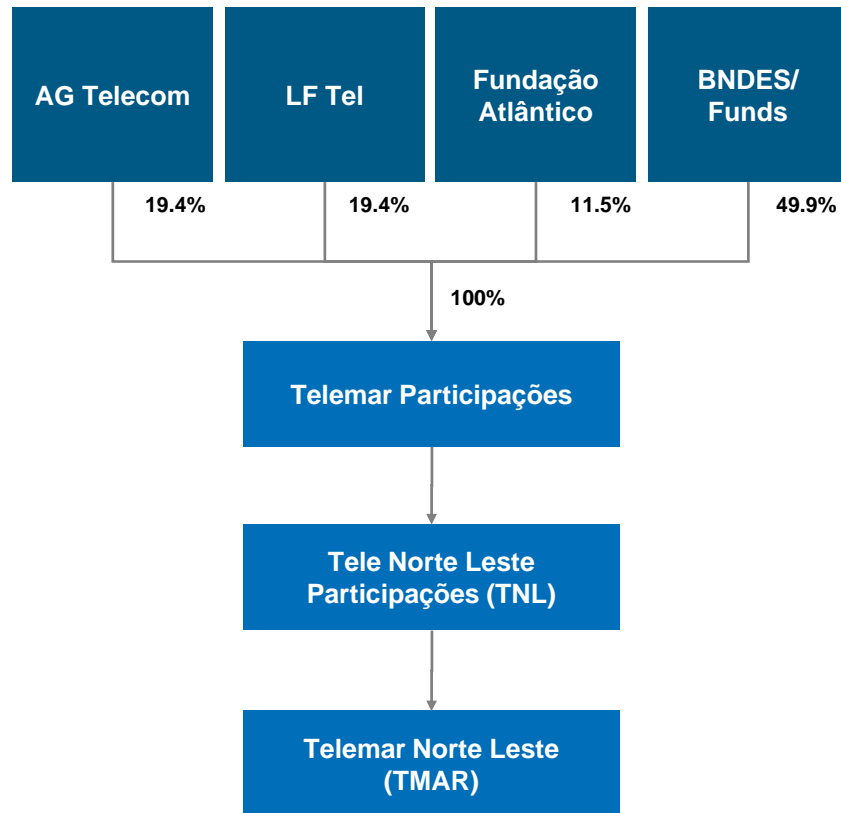 AG Telecom
LF Tel
Fundação
Atlântico
BNDES/
Funds
19.4%
19.4%
11.5%
49.9%
100%
Telemar Participações
Tele Norte Leste
Participações (TNL)
Telemar Norte Leste
(TMAR)